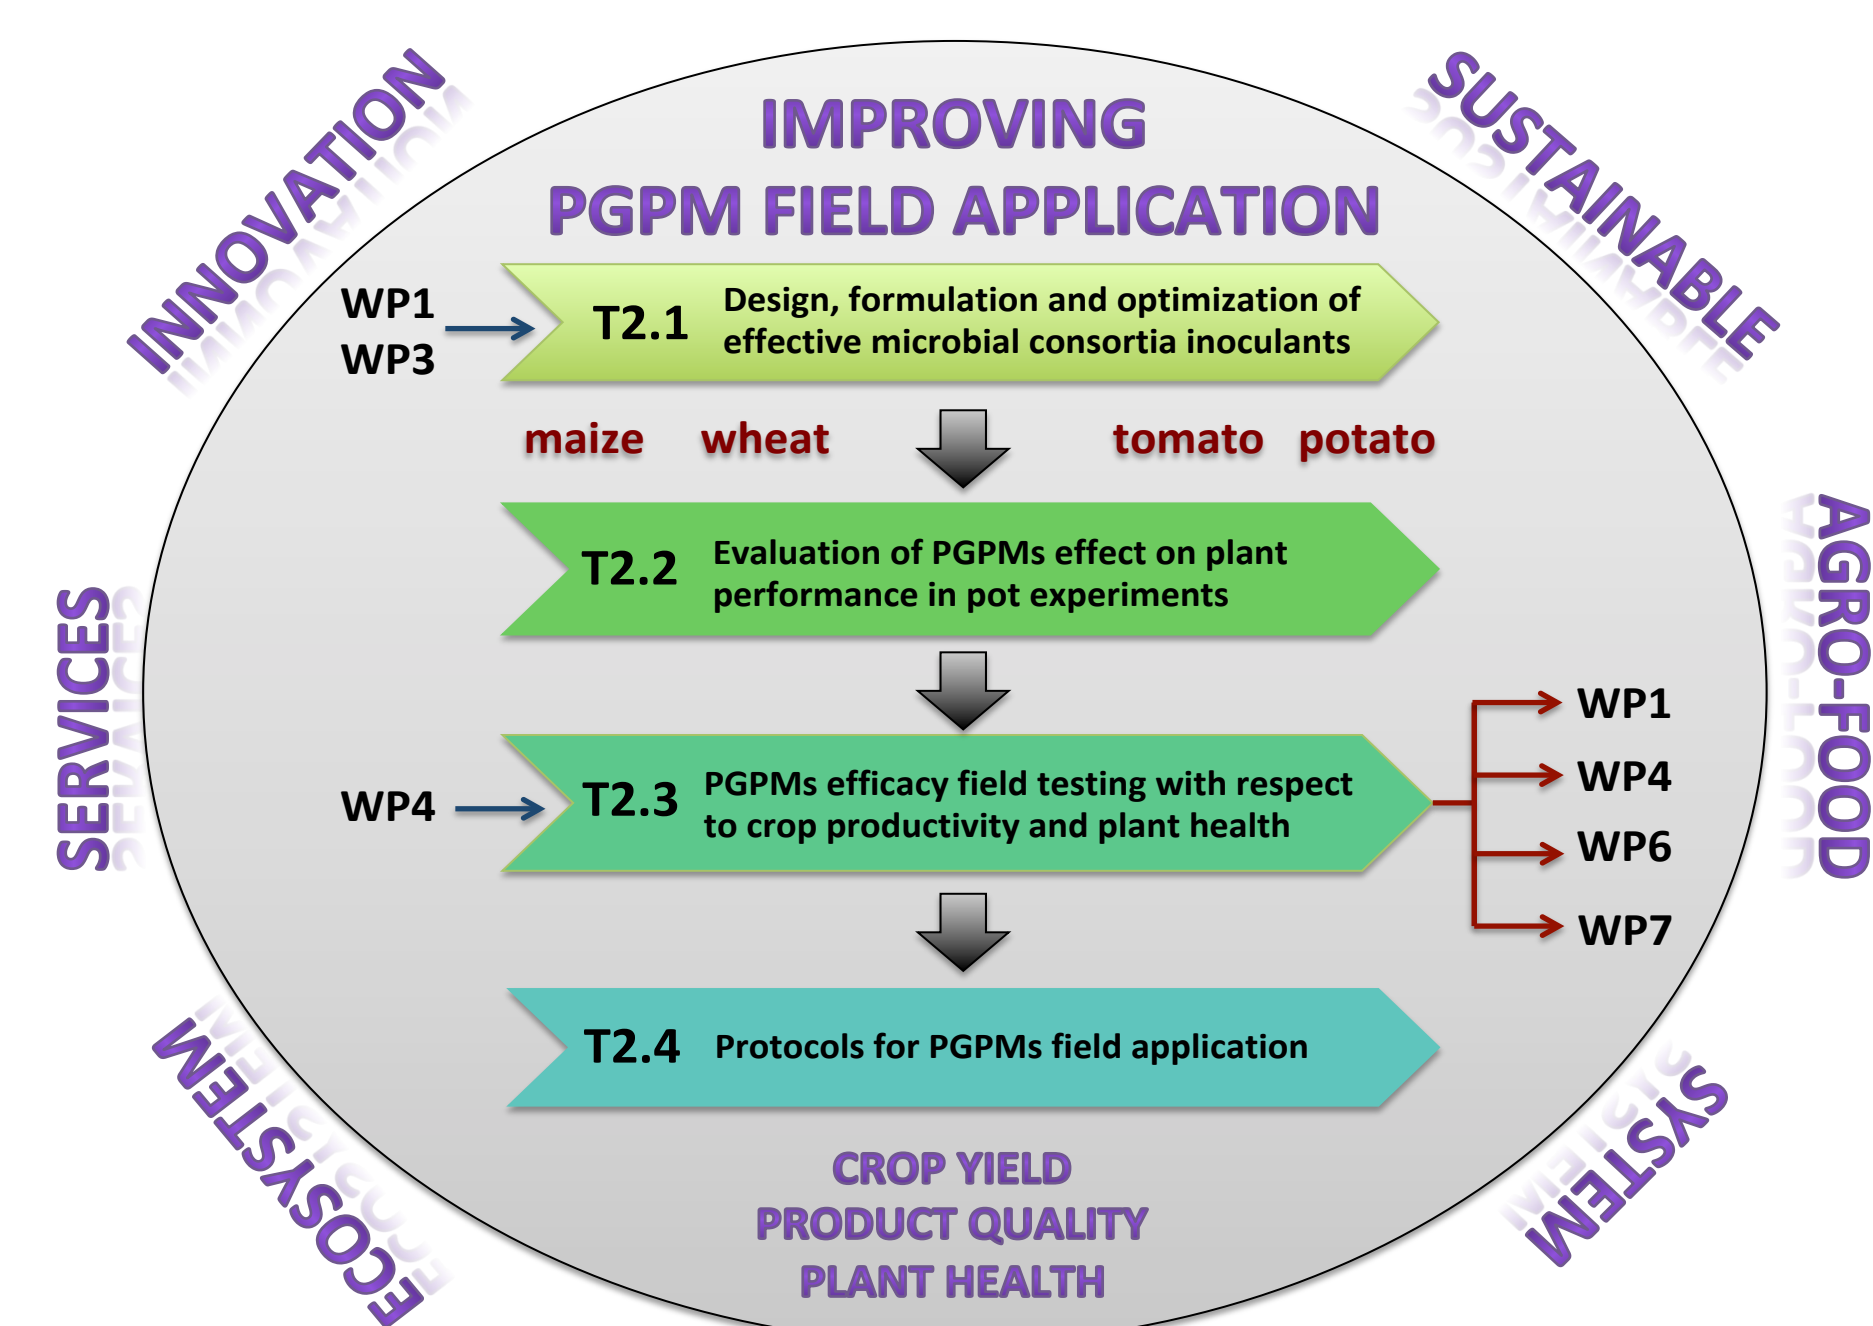 INNOVATION
SUSTAINABLE
IMPROVING
PGPM FIELD APPLICATION
WP1
WP3
T2.1
Design, formulation and optimization of
effective microbial consortia inoculants
maize wheat tomato potato
T2.2
Evaluation of PGPMs effect on plant
performance in pot experiments
SERVICES
AGRO-FOOD
WP4
T2.3
PGPMs efficacy field testing with respect
to crop productivity and plant health
WP1
WP4
WP6
WP7
T2.4
Protocols for PGPMs field application
ECOSYSTEM
SYSTEM
CROP YIELD
PRODUCT QUALITY
PLANT HEALTH